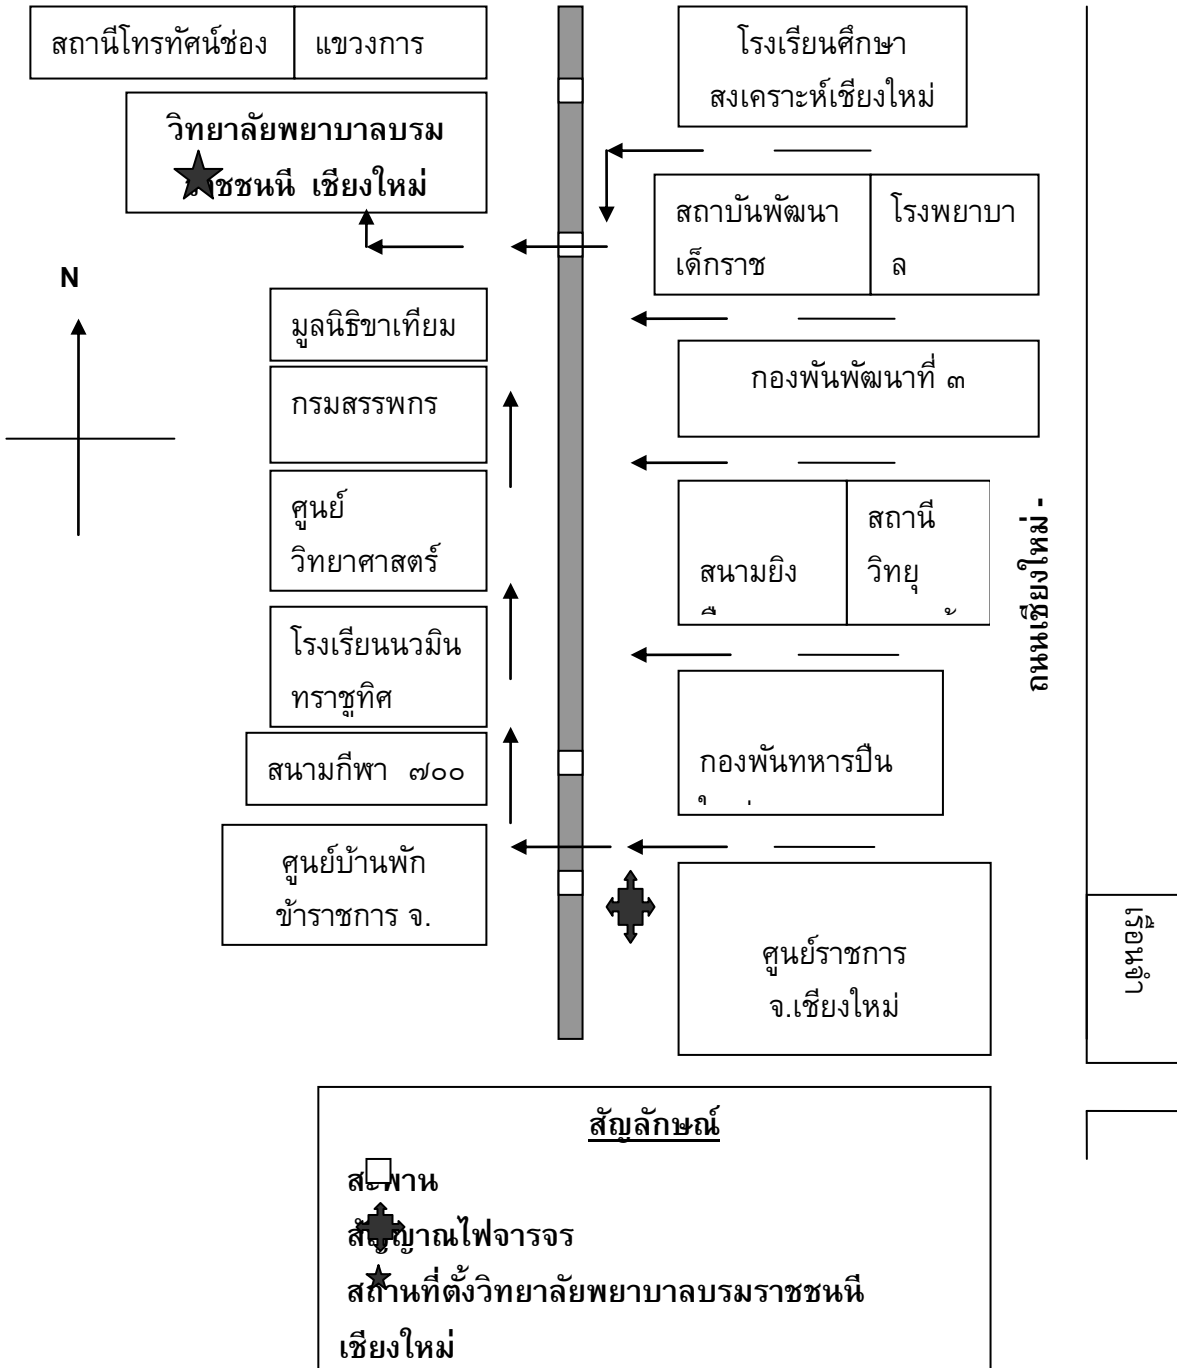 สถานีโทรทัศน์ช่อง
แขวงการ
โรงเรียนศึกษา
สงเคราะห์เชียงใหม่
วิทยาลัยพยาบาลบรม
ราชชนนี เชียงใหม่
สถาบันพัฒนา
เด็กราช
โรงพยาบา
ล
N
มูลนิธิขาเทียม
กรมสรรพกร
กองพันพัฒนาที่ ๓
ศูนย์
วิทยาศาสตร์
สนามยิง
สถานี
วิทยุ
ถนนเชียงใหม่ -
โรงเรียนนวมิน
ทราชูทิศ
สนามกีฬา ๗๐๐
กองพันทหารปืน
ศูนย์บ้านพัก
ข้าราชการ จ.
ศูนย์ราชการ
จ.เชียงใหม่
เรือนจำ
สัญลักษณ์
สะพาน
สัญญาณไฟจารจร
สถานที่ตั้งวิทยาลัยพยาบาลบรมราชชนนี
เชียงใหม่